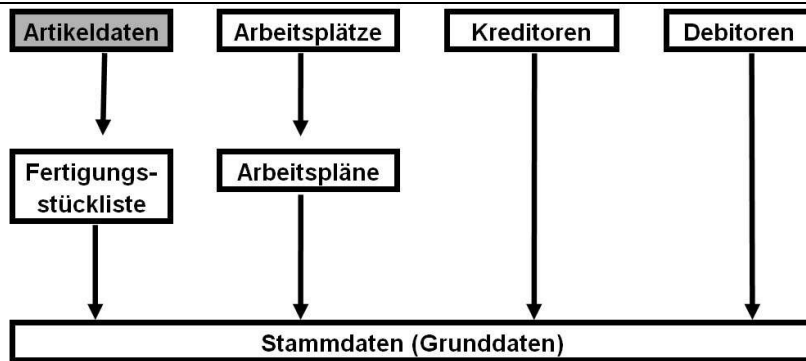 Artikeldaten
Arbeitsplätze
Kreditoren
Debitoren
Fertigungs-
stückliste
Arbeitspläne
Stammdaten (Grunddaten)